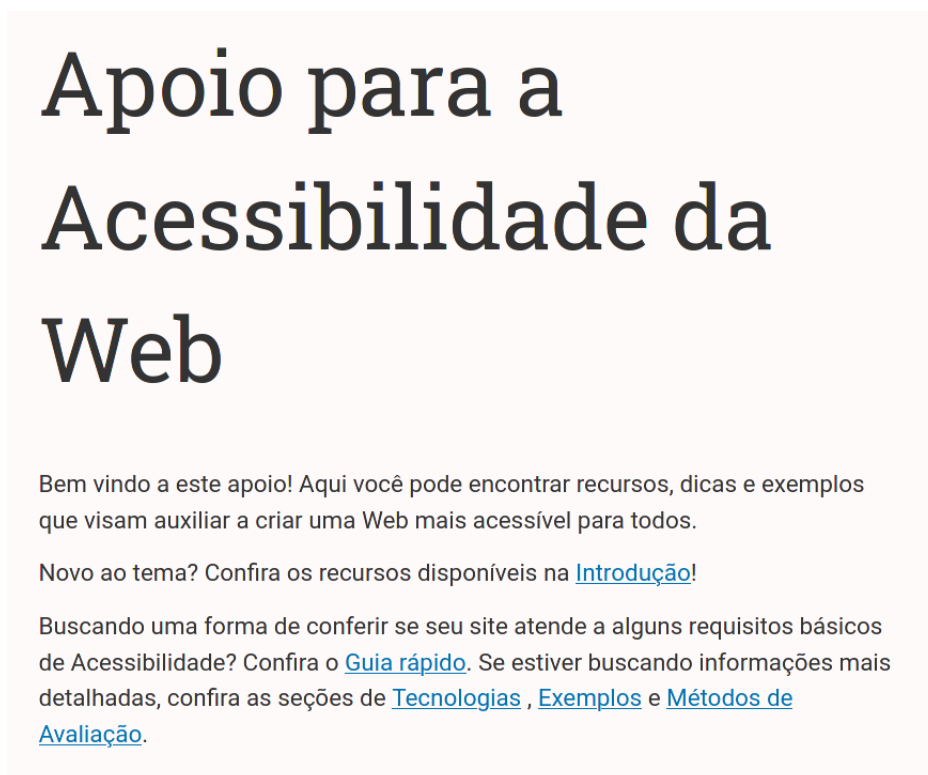 Apoio para a
Acessibilidade da
Web
Bem vindo a este apoio! Aqui você pode encontrar recursos, dicas e exemplos
que visam auxiliar a criar uma Web mais acessível para todos.
Novo ao tema? Confira os recursos disponíveis na Introdução!
Buscando uma forma de conferir se seu site atende a alguns requisitos básicos
de Acessibilidade? Confira o Guia rápido. Se estiver buscando informações mais
detalhadas, confira as seções de Tecnologias , Exemplos e Métodos de
Avaliação.